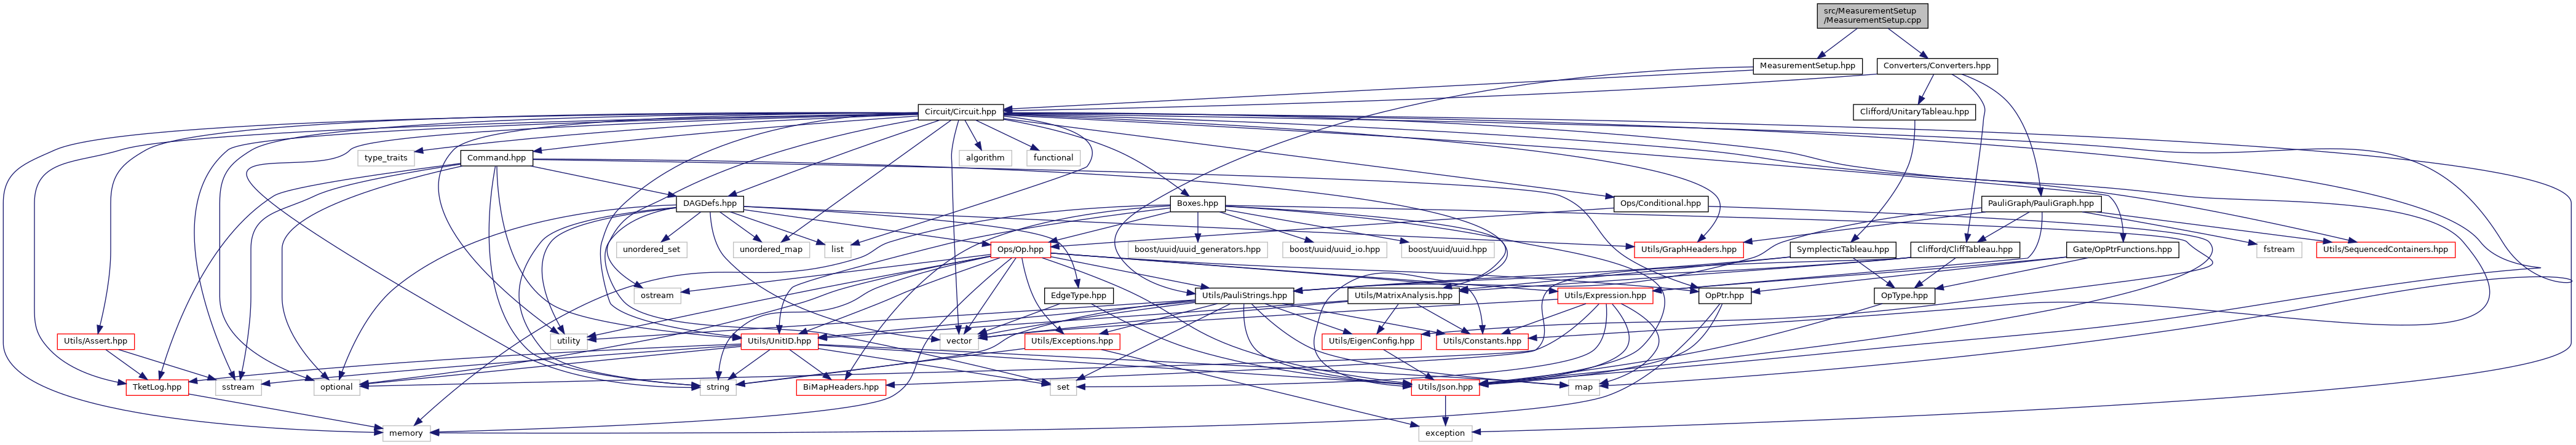 src/MeasurementSetup
/MeasurementSetup.cpp
MeasurementSetup.hpp
Converters/Converters.hpp
Circuit/Circuit.hpp
Clifford/UnitaryTableau.hpp
type_traits
Command.hpp
algorithm
functional
DAGDefs.hpp
Boxes.hpp
Ops/Conditional.hpp
PauliGraph/PauliGraph.hpp
unordered_set
unordered_map
list
Ops/Op.hpp
boost/uuid/uuid_generators.hpp
boost/uuid/uuid_io.hpp
boost/uuid/uuid.hpp
Utils/GraphHeaders.hpp
SymplecticTableau.hpp
Clifford/CliffTableau.hpp
Gate/OpPtrFunctions.hpp
fstream
Utils/SequencedContainers.hpp
ostream
EdgeType.hpp
Utils/PauliStrings.hpp
Utils/MatrixAnalysis.hpp
Utils/Expression.hpp
OpPtr.hpp
OpType.hpp
Utils/Assert.hpp
utility
Utils/UnitID.hpp
vector
Utils/Exceptions.hpp
Utils/EigenConfig.hpp
Utils/Constants.hpp
TketLog.hpp
sstream
optional
string
BiMapHeaders.hpp
set
Utils/Json.hpp
map
memory
exception